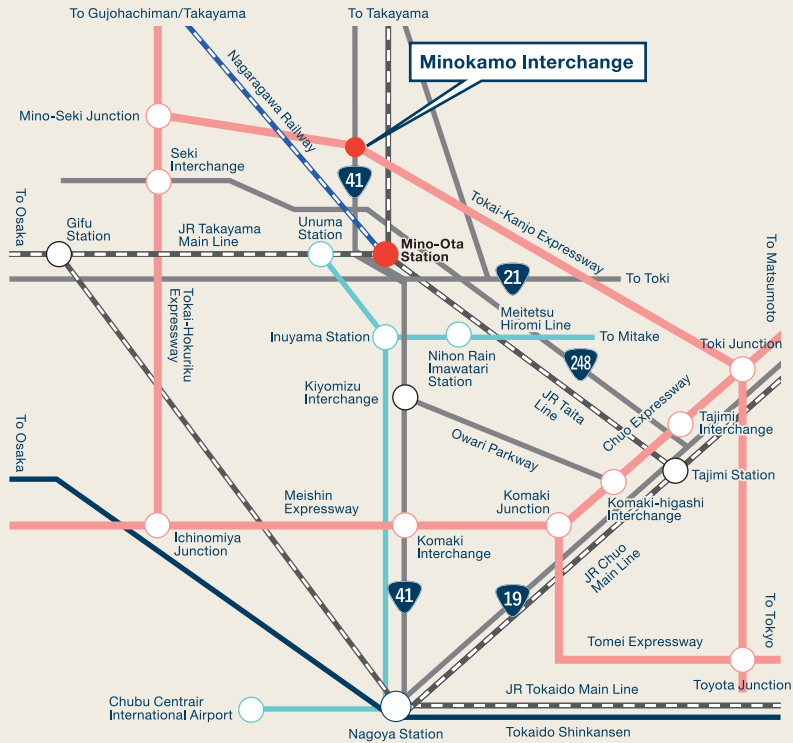 To Gujohachiman/Takayama
To Takayama
Minokamo Interchange
Nagaragawa Railway
Mino-Seki Junction
Seki
Interchange
41
Tokai-Kanjo Expressway
To Osaka
Gifu
Station
JR Takayama
Main Line
Unuma
Station
Mino-Ota
Station
To Matsumoto
21
To Toki
Tokai-Hokuriku
Expressway
Meitetsu
Hiromi Line
Inuyama Station
To Mitake
Nihon Rain
Imawatari
Station
Toki Junction
248
Kiyomizu
Interchange
JR Taita
Line
Chuo Expressway
Tajimi
Interchange
Owari Parkway
To Osaka
Tajimi Station
Meishin
Expressway
Komaki
Junction
Komaki-higashi
Interchange
Ichinomiya
Junction
Komaki
Interchange
JR Chuo
Main Line
41
19
To Tokyo
Tomei Expressway
Toyota Junction
JR Tokaido Main Line
Chubu Centrair
International Airport
Nagoya Station
Tokaido Shinkansen